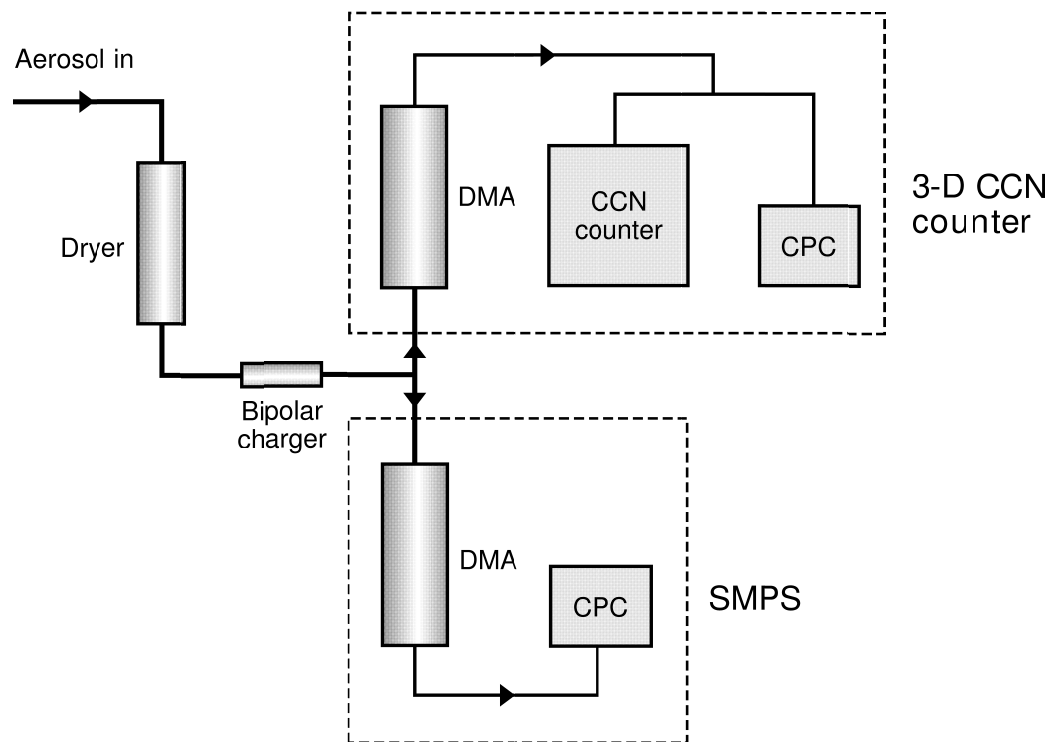 Aerosol in
Dryer
Bipolar
charger
DMA
CCN
counter
CPC
3-D CCN
counter
DMA
CPC
SMPS